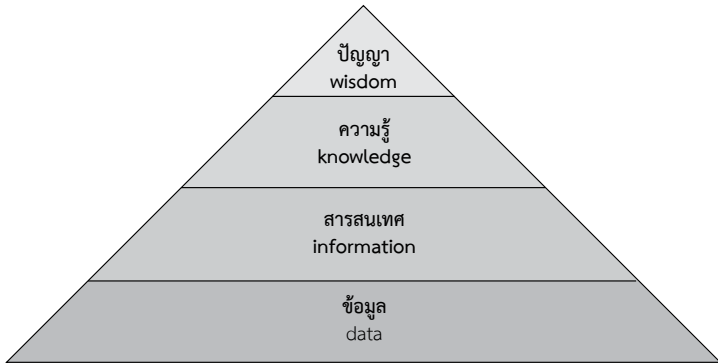 ปัญญา
wisdom
ความรู้
knowledge
สารสนเทศ
information
ข้อมูล
data